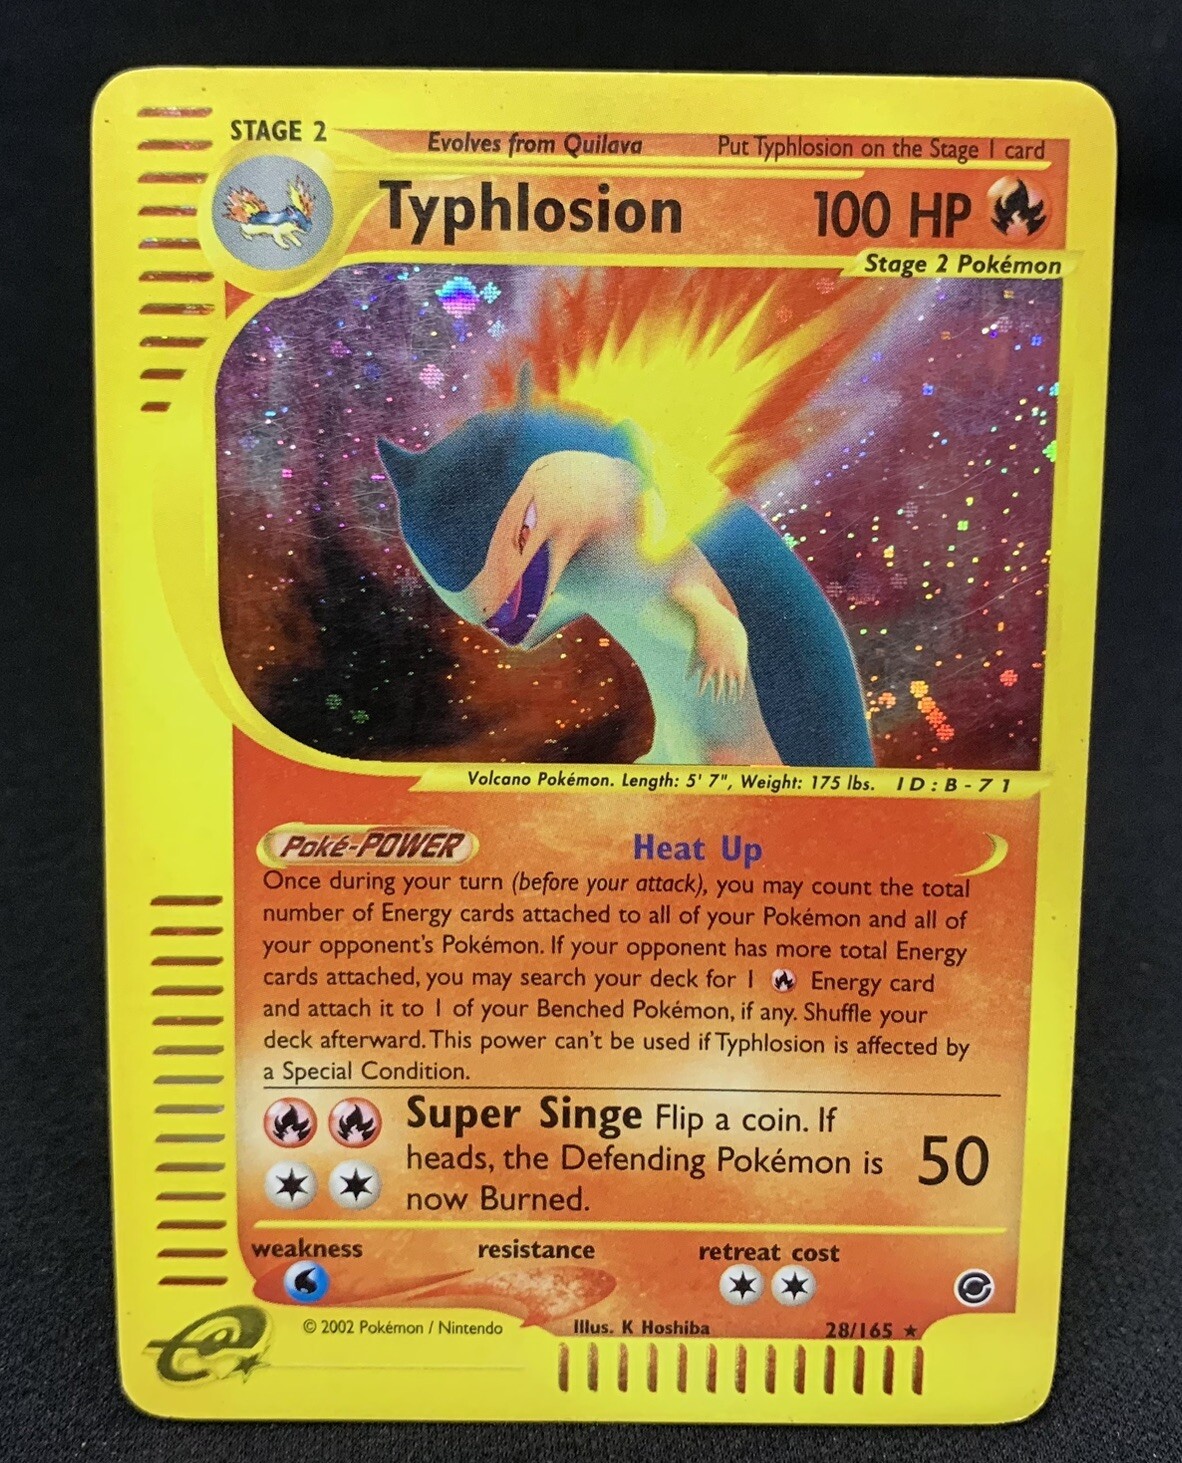 STAGE 2
Evolves from Quilava
Put Typhlosion on the Stage 1 card
Typhlosion
100 HP
Stage 2 Pokémon
Volcano Pokémon. Length: 5' 7", Weight: 175 lbs. ID:B-71
Poké-POWER
Heat Up
Once during your turn (before your attack), you may count the total
number of Energy cards attached to all of your Pokémon and all of
your opponent's Pokémon. If your opponent has more total Energy
cards attached, you may search your deck for 1 Energy card
and attach it to 1 of your Benched Pokémon, if any. Shuffle your
deck afterward. This power can't be used if Typhlosion is affected by
a Special Condition.
Super Singe Flip a coin. If
heads, the Defending Pokémon is
now Burned.
50
weakness
resistance
retreat cost
e
© 2002 Pokémon / Nintendo
Illus. K Hoshiba
28/165 ★